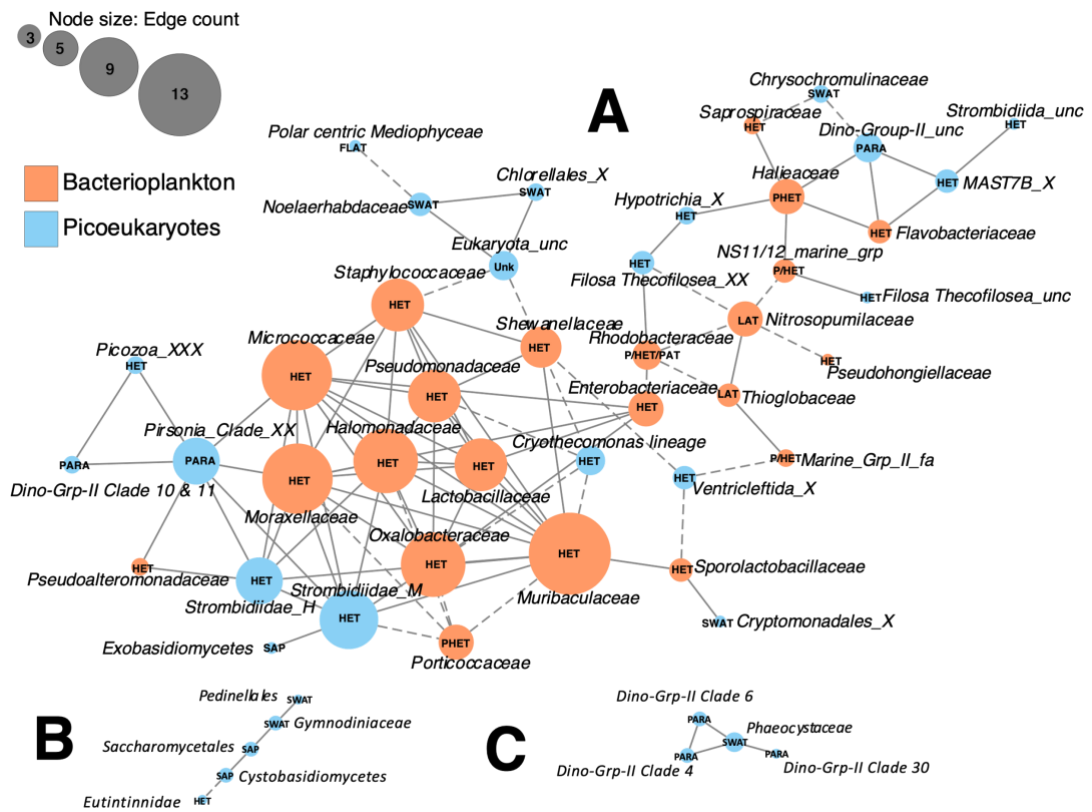 Node size: Edge count
3
5
9
13
Bacterioplankton
Picoeukaryotes
A
Chrysochromulinaceae
SWAT
Saprospiraceae
HET
Strombidiida_unc
HET
Dino-Group-II_unc
PARA
Polar centric Mediophyceae
FLAT
Halieaceae
PHET
HET MAST7B_X
Chlorellales_X
SWAT
Hypotrichia_X
HET
Noelaerhabdaceae SWAT
HET Flavobacteriaceae
Eukaryota_unc
Unk
NS11/12_marine_grp
P/HET
HET
Filosa Thecofilosea_XX
Staphylococcaceae
HET
HET Filosa Thecofilosea_unc
LAT Nitrosopumilaceae
Shewanellaceae
HET
Rhodobacteraceae
P/HET/PAT
Micrococcaceae
HET
Picozoa_XXX
HET
Pseudomonadaceae
HET
HET
Pseudohongiellaceae
Enterobacteriaceae
HET
LAT Thioglobaceae
Pirsonia_Clade_XX
PARA
Halomonadaceae
HET
Cryothecomonas lineage
HET
PARA
Dino-Grp-II Clade 10 & 11
HET
Lactobacillaceae
P/HET Marine_Grp_II_fa
HET
Moraxellaceae
HET
Ventricleftida_X
Oxalobacteraceae
HET
HET
Muribaculaceae
HET
Pseudoalteromonadaceae
HET
Strombidiidae_H
HET Sporolactobacillaceae
Strombidiidae_M
HET
SWAT Cryptomonadales_X
Exobasidiomycetes SAP
PHET
Porticoccaceae
B
Pedinellales SWAT
SWAT Gymnodiniaceae
Saccharomycetales SAP
SAP Cystobasidiomycetes
Eutintinnidae HET
C
Dino-Grp-II Clade 6
PARA
Phaeocystaceae
SWAT
PARA
Dino-Grp-II Clade 4
PARA
Dino-Grp-II Clade 30